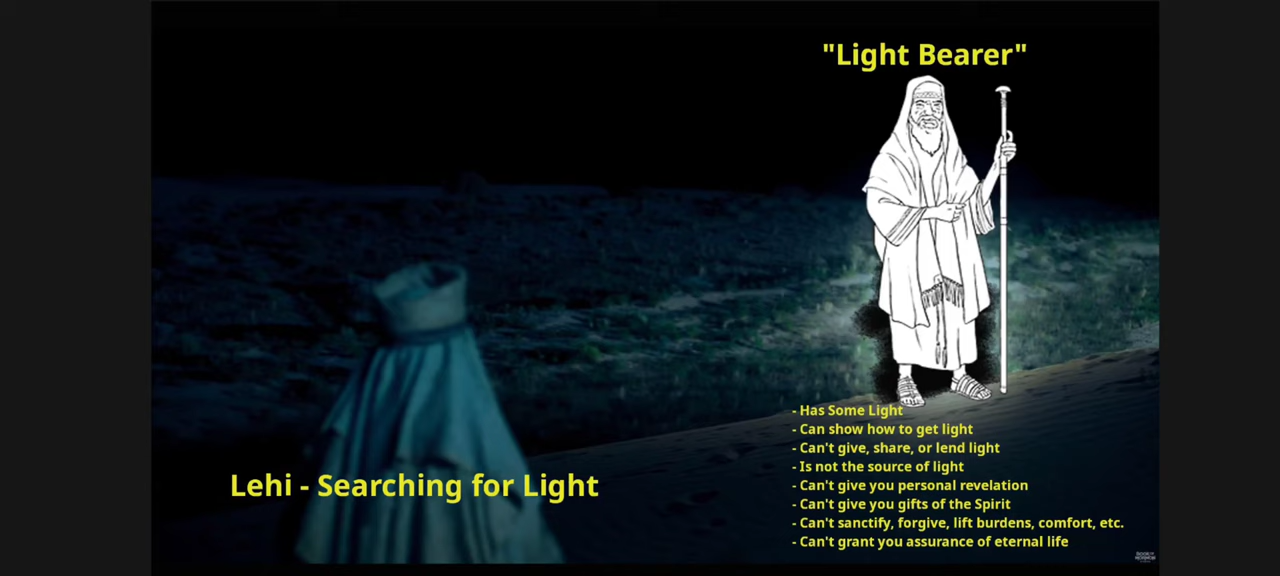 "Light Bearer"
- Has Some Light
- Can show how to get light
- Can't give, share, or lend light
- Is not the source of light
- Can't give you personal revelation
- Can't give you gifts of the Spirit
- Can't sanctify, forgive, lift burdens, comfort, etc.
- Can't grant you assurance of eternal life
Lehi - Searching for Light